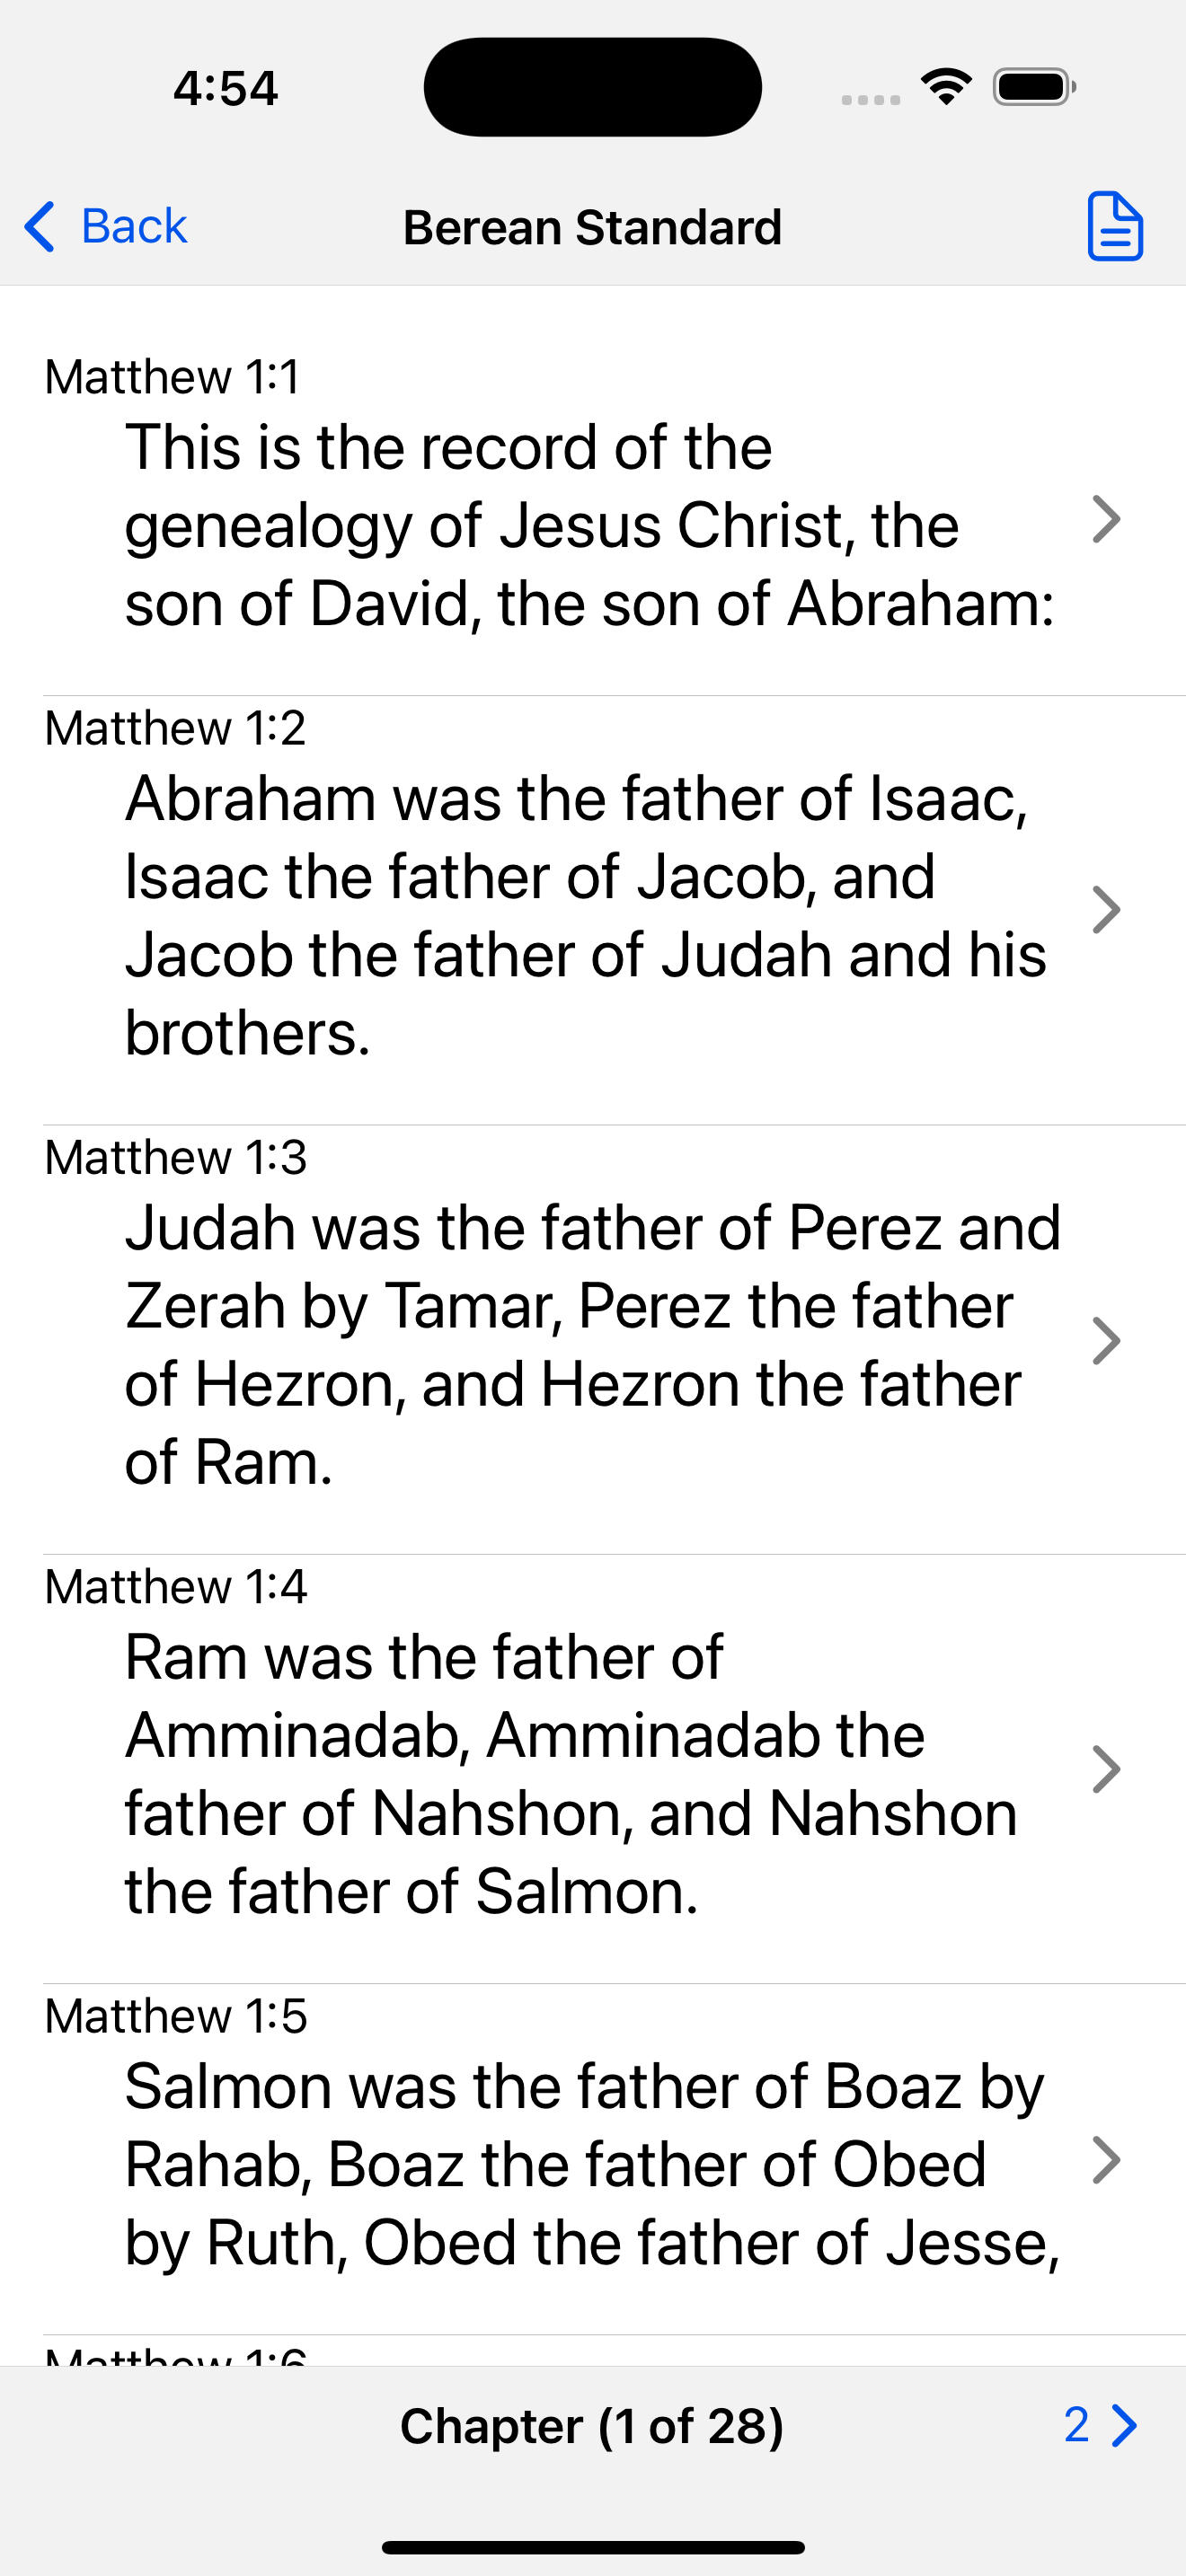 4:54
Back
Berean Standard
Matthew 1:1
This is the record of the
genealogy of Jesus Christ, the
son of David, the son of Abraham:
Matthew 1:2
Abraham was the father of Isaac,
Isaac the father of Jacob, and
Jacob the father of Judah and his
brothers.
Matthew 1:3
Judah was the father of Perez and
Zerah by Tamar, Perez the father
of Hezron, and Hezron the father
of Ram.
Matthew 1:4
Ram was the father of
Amminadab, Amminadab the
father of Nahshon, and Nahshon
the father of Salmon.
Matthew 1:5
Salmon was the father of Boaz by
Rahab, Boaz the father of Obed
by Ruth, Obed the father of Jesse,
Matthew 1:6
Chapter (1 of 28)
2